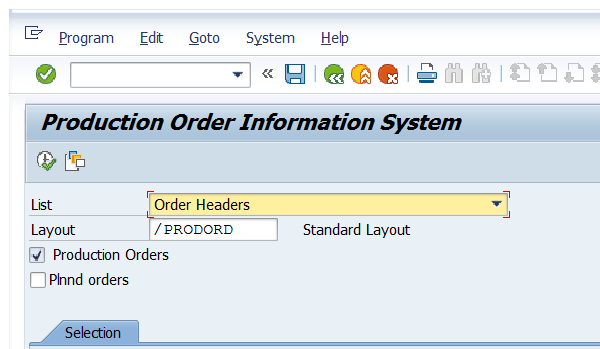 Program Edit Goto System Help
Production Order Information System
List Order Headers
Layout /PRODORD Standard Layout
Production Orders
Plnnd orders
Selection